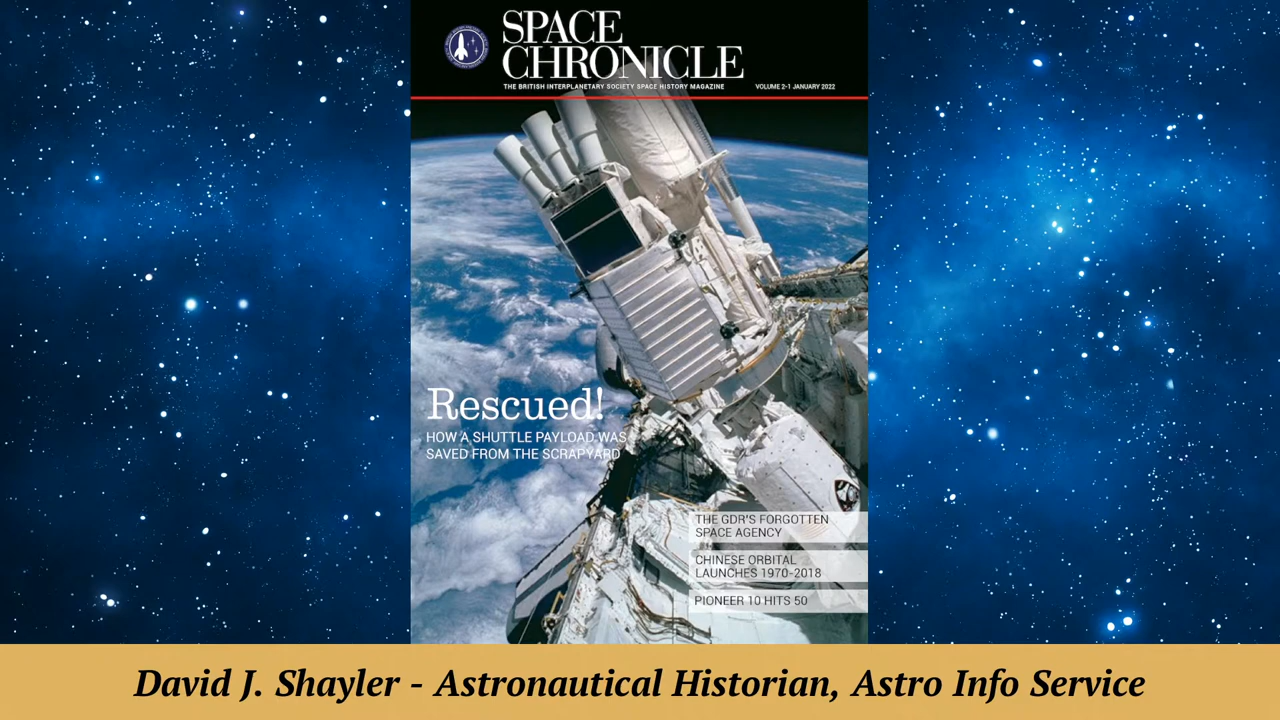 SPACE
CHRONICLE
THE BRITISH INTERPLANETARY SOCIETY SPACE HISTORY MAGAZINE
VOLUME 2-1 JANUARY 2022
Rescued!
HOW A SHUTTLE PAYLOAD WAS
SAVED FROM THE SCRAPYARD
THE GDR'S FORGOTTEN
SPACE AGENCY
CHINESE ORBITAL
LAUNCHES 1970-2018
PIONEER 10 HITS 50
David J. Shayler - Astronautical Historian, Astro Info Service